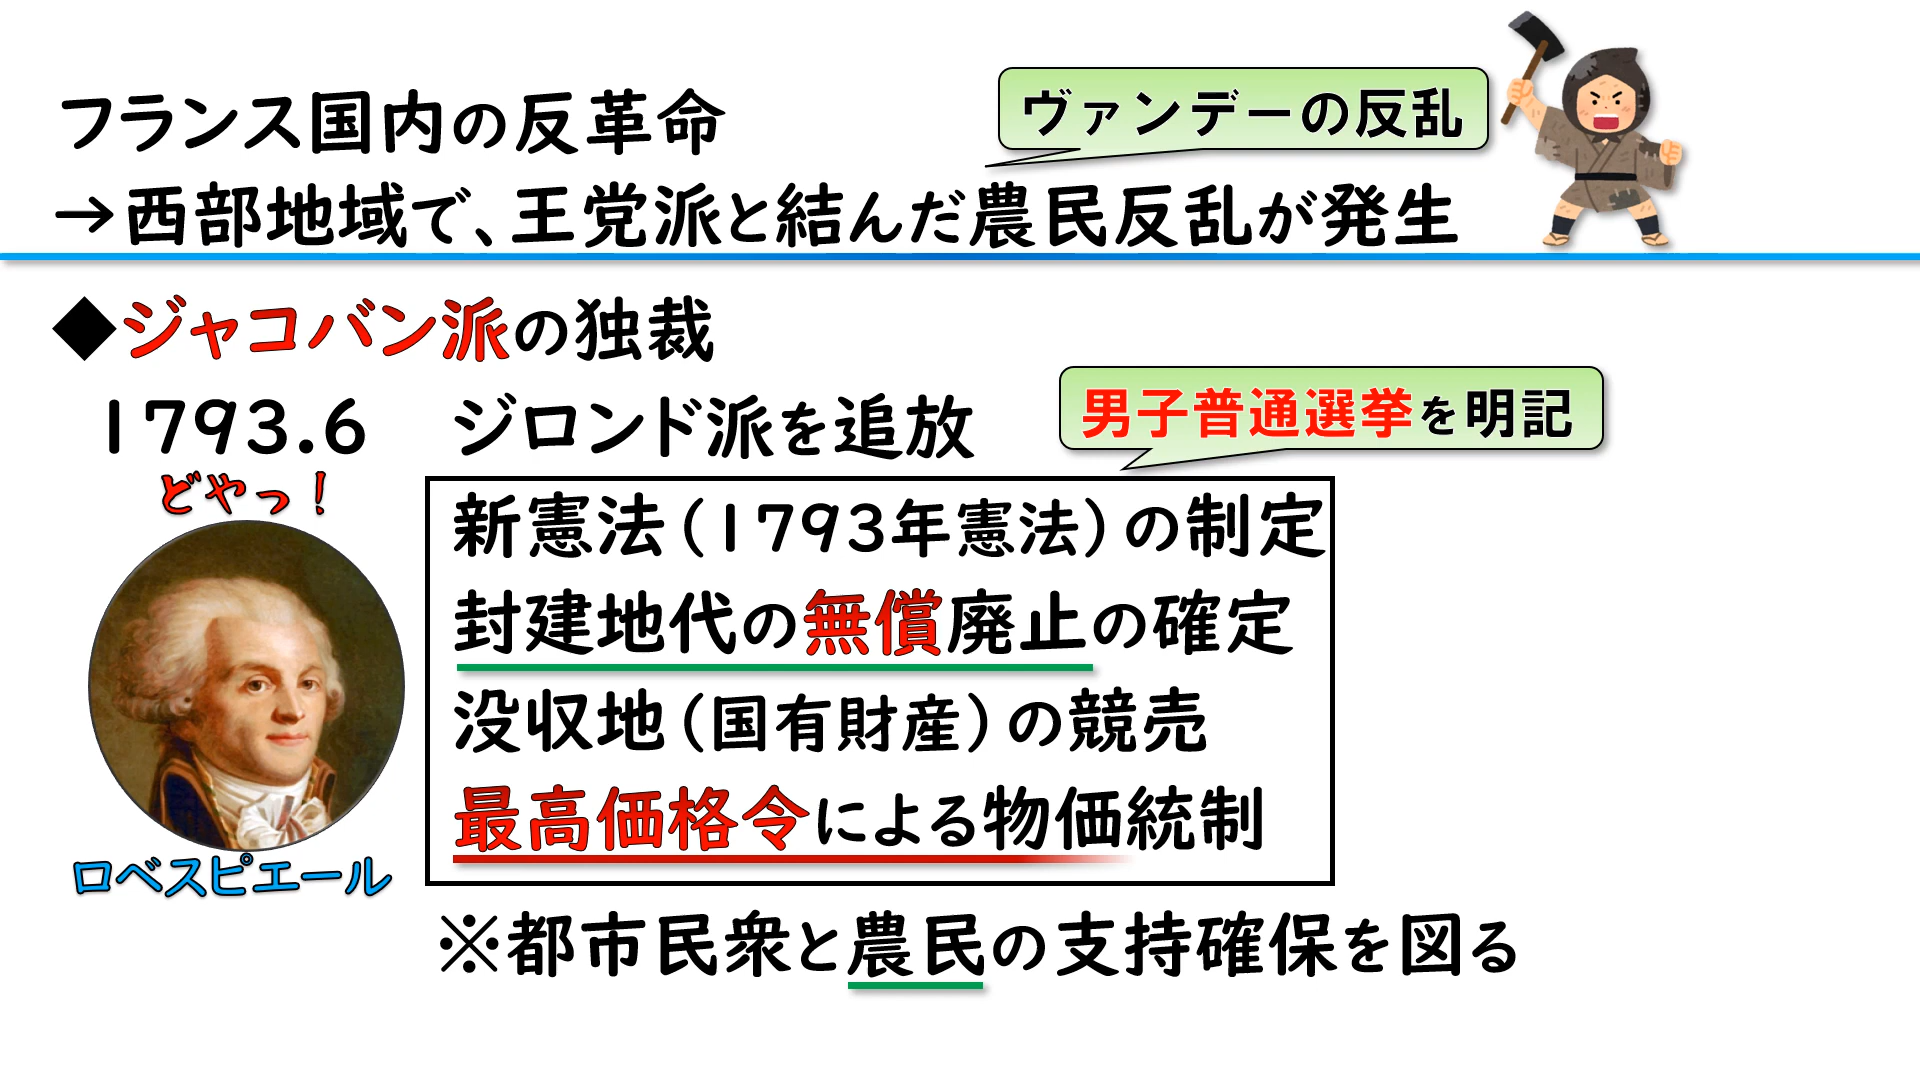 フランス国内の反革命
ヴァンデーの反乱
→西部地域で、王党派と結んだ農民反乱が発生
◆ジャコバン派の独裁
1793.6 ジロンド派を追放
男子普通選挙を明記
どやっ!
新憲法(1793年憲法)の制定
封建地代の無償廃止の確定
没収地(国有財産)の競売
最高価格令による物価統制
ロベスピエール
※都市民衆と農民の支持確保を図る